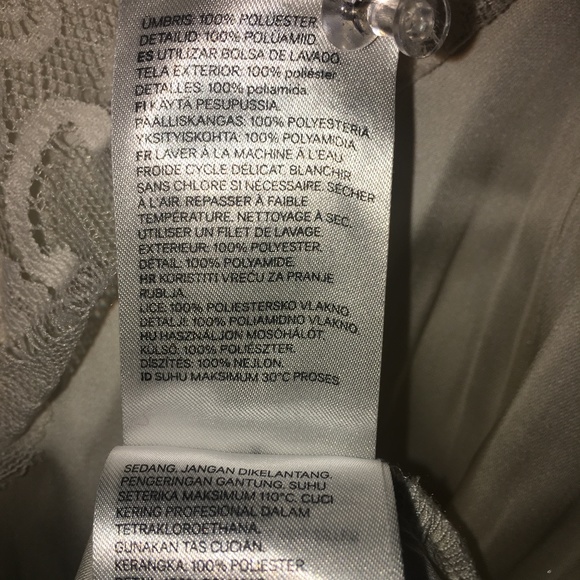 UMBRIS: 100% POLÜESTER
DETAILID: 100% POLÜAMIID
ES UTILIZAR BOLSA DE LAVADO.
TELA EXTERIOR: 100% poliéster
DETALLES: 100% poliamida
FI KÄYTÄ PESUPUSSIA.
PÄÄLLISKANGAS: 100% POLYESTERIÄ
YKSITYISKOHTA: 100% POLYAMIDIA
FR LAVER À LA MACHINE À L'EAU
FROIDE CYCLE DÉLICAT. BLANCHIR
SANS CHLORE SI NÉCESSAIRE. SÉCHER
À L'AIR. REPASSER À FAIBLE
TEMPÉRATURE. NETTOYAGE À SEC.
UTILISER UN FILET DE LAVAGE.
EXTÉRIEUR: 100% POLYESTER.
DÉTAIL: 100% POLYAMIDE.
HR KORISTITI VREĆU ZA PRANJE
RUBLJA.
LICE: 100% POLIESTERSKO VLAKNO
DETALJI: 100% POLIAMIDNO VLAKNO
HU HASZNÁLJON MOSÓHÁLÓT.
KÜLSŐ: 100% POLIÉSZTER.
DÍSZÍTÉS: 100% NEJLON.
ID SUHU MAKSIMUM 30°C PROSES
SEDANG. JANGAN DIKELANTANG.
PENGERINGAN GANTUNG. SUHU
SETERIKA MAKSIMUM 110°C. CUCI
KERING PROFESIONAL DALAM
TETRAKLOROETHANA.
GUNAKAN TAS CUCIAN.
KERANGKA: 100% POLIESTER